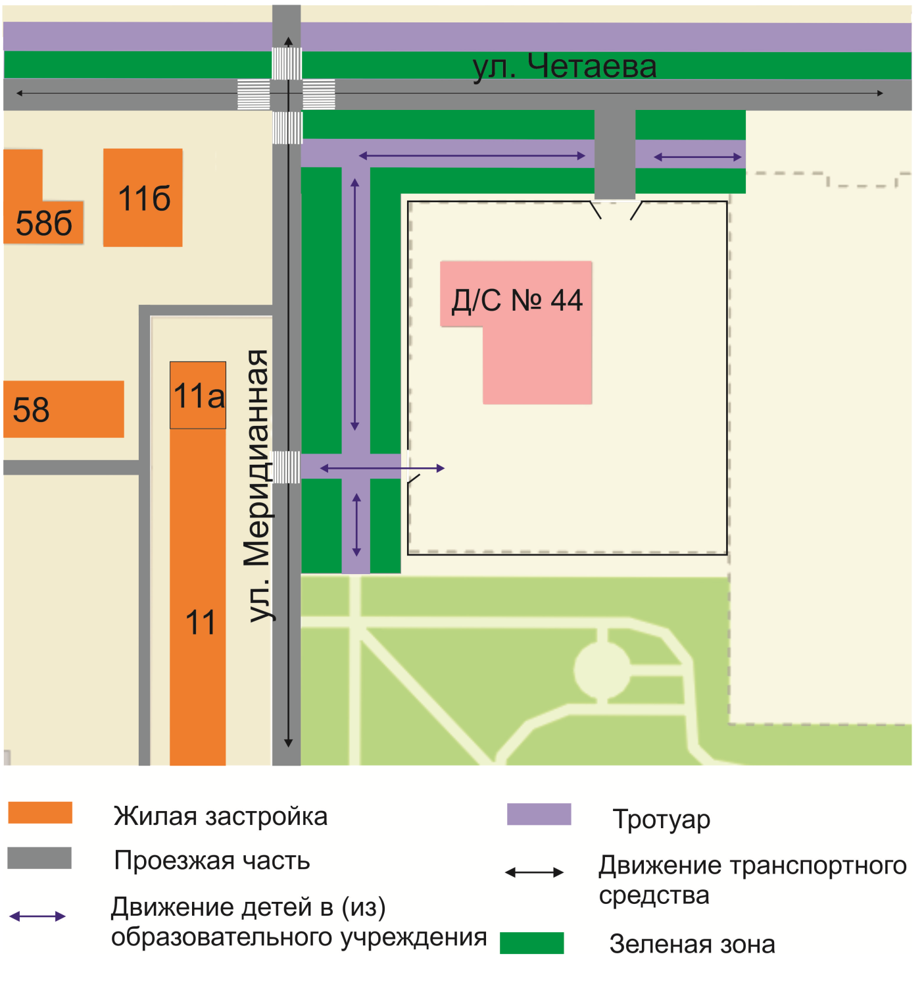 ул. Четаева
11б
58б
Д/С № 44
11а
58
ул. Меридианная
11
Жилая застройка
Тротуар
Проезжая часть
Движение транспортного
средства
Движение детей в (из)
образовательного учреждения
Зеленая зона